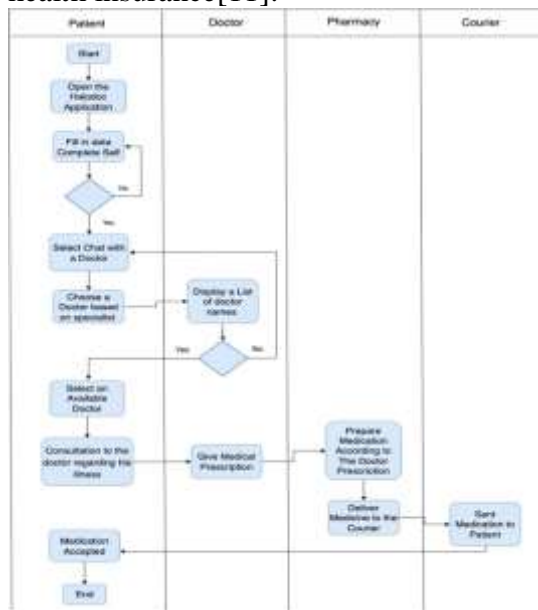 health insurance[11].
Patient
Doctor
Pharmacy
Courier
Start
Open the
Halodoc
Application
Fill in data
Complete Self
No
Yes
Select Chat with
a Doctor
Choose a
Doctor based
on specialist
Display a List
of doctor
names
Yes
No
Select an
Available
Doctor
Consultation to the
doctor regarding his
illness
Give Medical
Prescription
Prepare
Medication
According to
The Doctor
Prescription
Deliver
Medicine to the
Courier
Sent
Medication to
Patient
Medication
Accepted
End